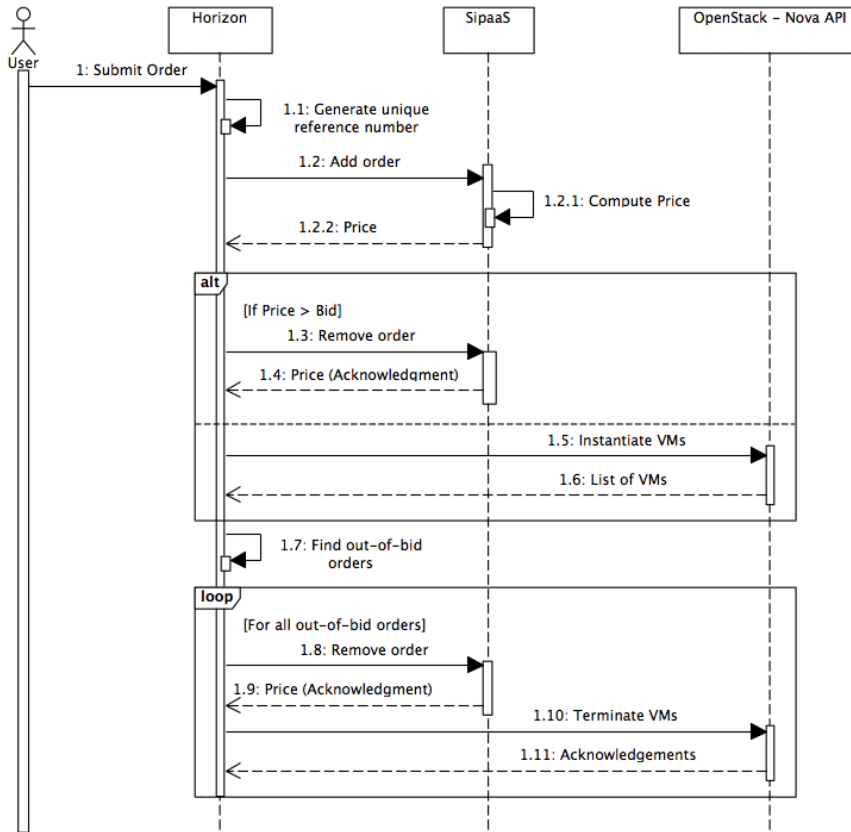 Horizon
SipaaS
OpenStack - Nova API
User
1: Submit Order
1.1: Generate unique
reference number
1.2: Add order
1.2.1: Compute Price
1.2.2: Price
alt
[If Price > Bid]
1.3: Remove order
1.4: Price (Acknowledgment)
1.5: Instantiate VMs
1.6: List of VMs
1.7: Find out-of-bid
orders
loop
[For all out-of-bid orders]
1.8: Remove order
1.9: Price (Acknowledgment)
1.10: Terminate VMs
1.11: Acknowledgements